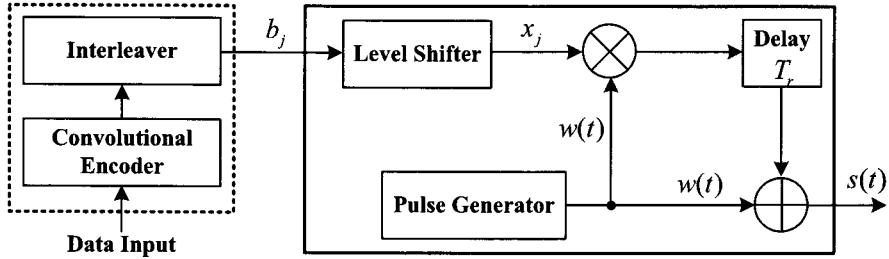 Interleaver
b_j
Level Shifter
x_j
Delay
T_r
Convolutional
Encoder
w(t)
Pulse Generator
w(t)
s(t)
Data Input